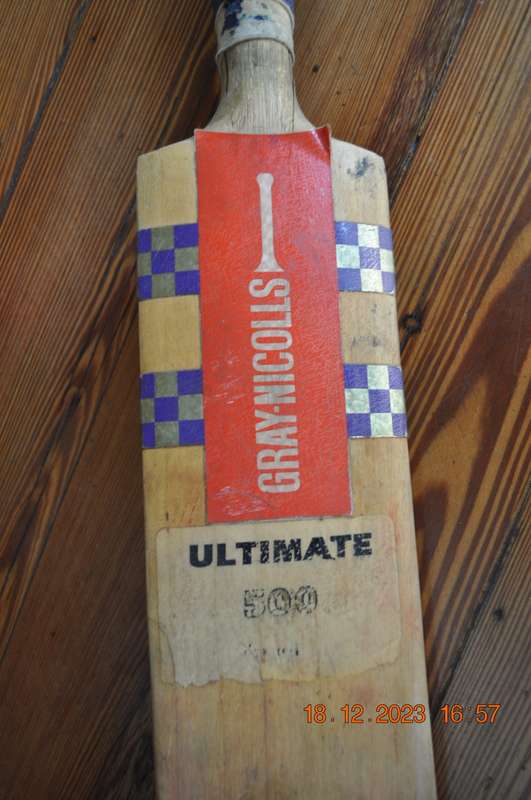 GRAY-NICOLLS
ULTIMATE
500
18.12.2023 16:57